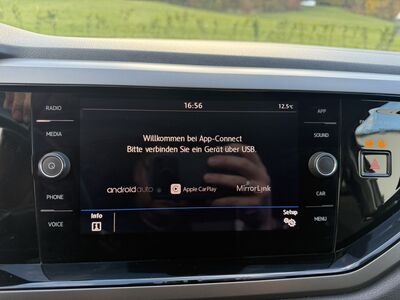 16:56 12.5°C
RADIO
MEDIA
PHONE
VOICE
Willkommen bei App-Connect
Bitte verbinden Sie ein Gerät über USB.
androidauto Apple CarPlay MirrorLink
Info Setup
APP
SOUND
CAR
MENU